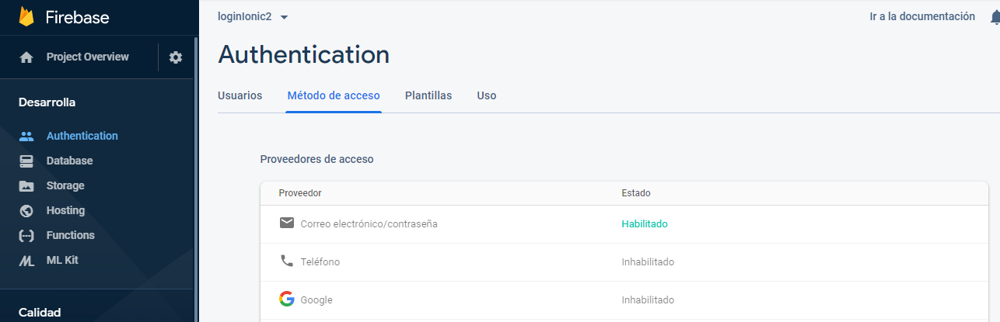 Firebase
Project Overview
Desarrolla
Authentication
Database
Storage
Hosting
Functions
ML Kit
Calidad
loginIonic2
Ir a la documentación
Authentication
Usuarios Método de acceso Plantillas Uso
Proveedores de acceso
Proveedor Estado
Correo electrónico/contraseña Habilitado
Teléfono Inhabilitado
Google Inhabilitado